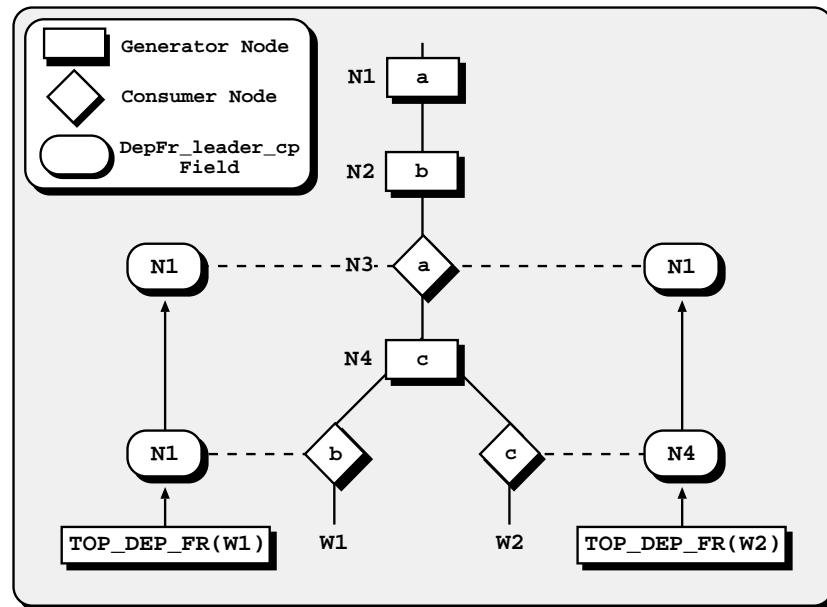 Generator Node
Consumer Node
DepFr_leader_cp
Field
N1 a
N2 b
N1 N3 a N1
N4 c
N1 b c N4
TOP_DEP_FR(W1) W1 W2 TOP_DEP_FR(W2)